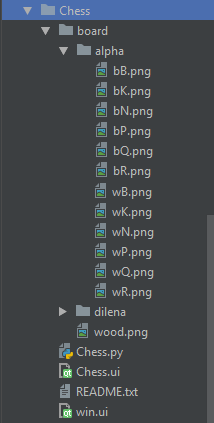 Chess
board
alpha
bB.png
bK.png
bN.png
bP.png
bQ.png
bR.png
wB.png
wK.png
wN.png
wP.png
wQ.png
wR.png
dilena
wood.png
Chess.py
Chess.ui
README.txt
win.ui